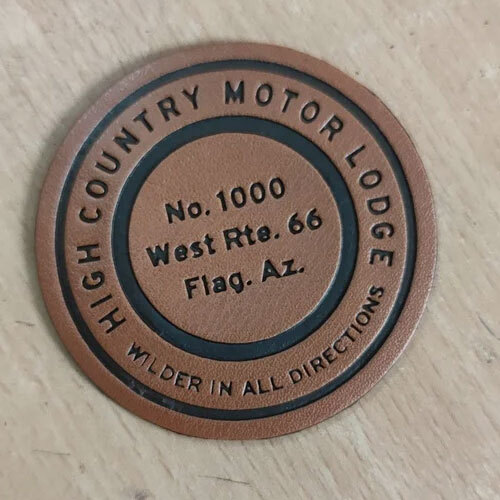 HIGH COUNTRY MOTOR LODGE
No. 1000
West Rte. 66
Flag. Az.
WILDER IN ALL DIRECTIONS